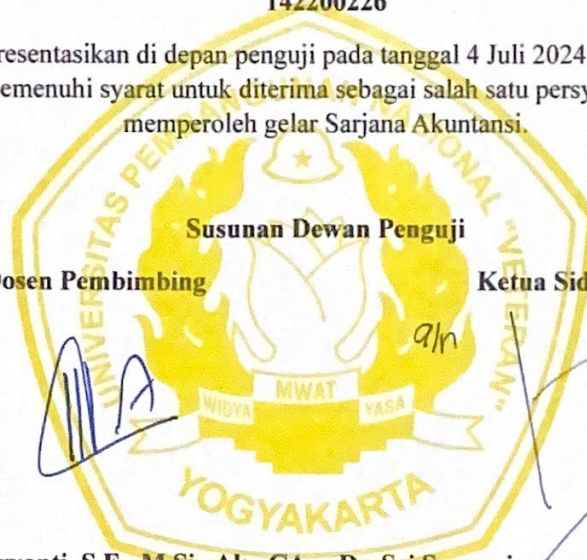 142200226
resentasikan di depan penguji pada tanggal 4 Juli 2024
emenuhi syarat untuk diterima sebagai salah satu persy
memperoleh gelar Sarjana Akuntansi.
UNIVERSITAS PEMBANGUNAN NASIONAL "VETERAN"
Susunan Dewan Penguji
osen Pembimbing Ketua Sid
a/n
WIDYA MWAT YASA
YOGYAKARTA